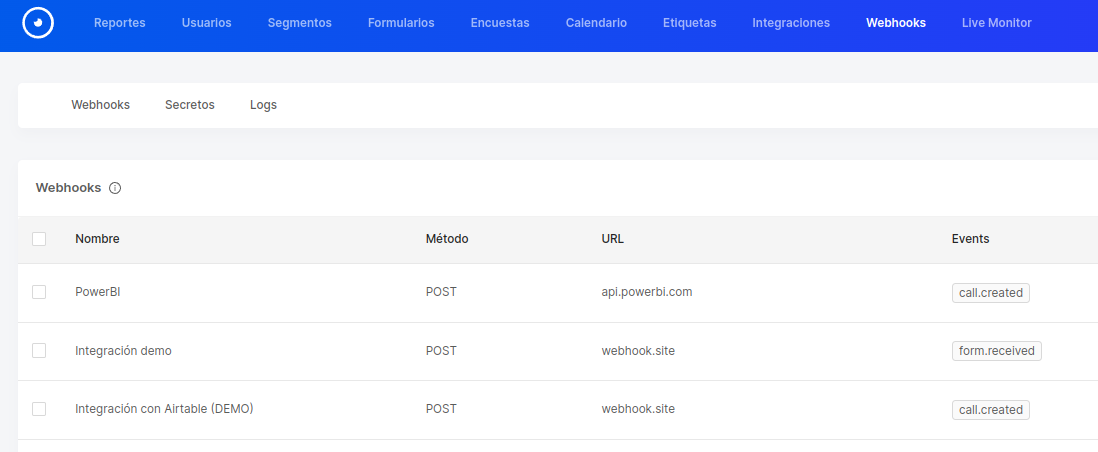 Reportes Usuarios Segmentos Formularios Encuestas Calendario Etiquetas Integraciones Webhooks Live Monitor
Webhooks Secretos Logs
Webhooks
Nombre Método URL Events
PowerBI POST api.powerbi.com call.created
Integración demo POST webhook.site form.received
Integración con Airtable (DEMO) POST webhook.site call.created